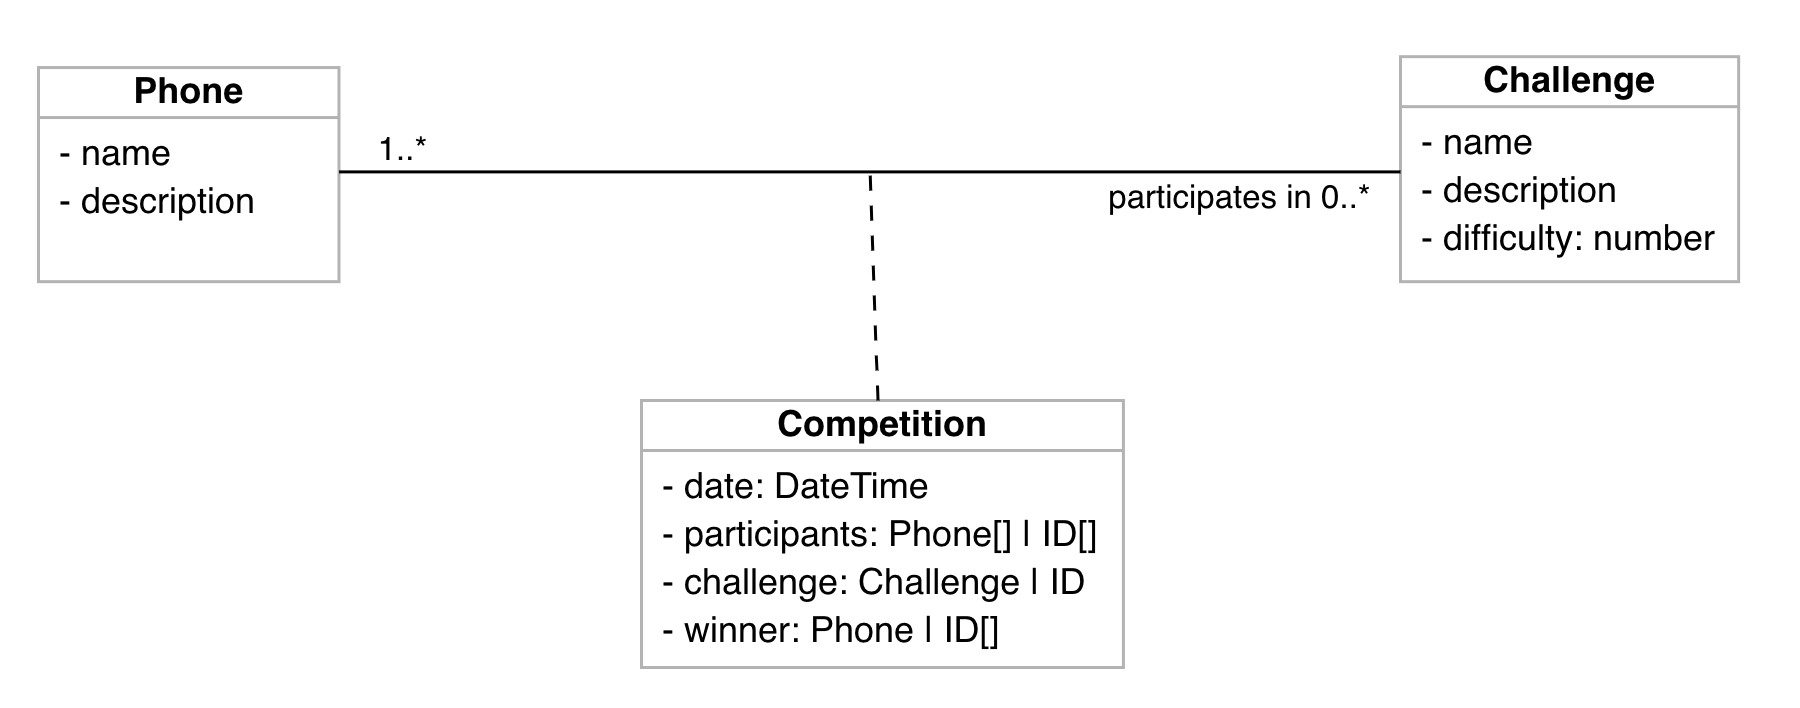 Phone
- name
- description
1..*
participates in 0..*
Challenge
- name
- description
- difficulty: number
Competition
- date: DateTime
- participants: Phone[] | ID[]
- challenge: Challenge | ID
- winner: Phone | ID[]